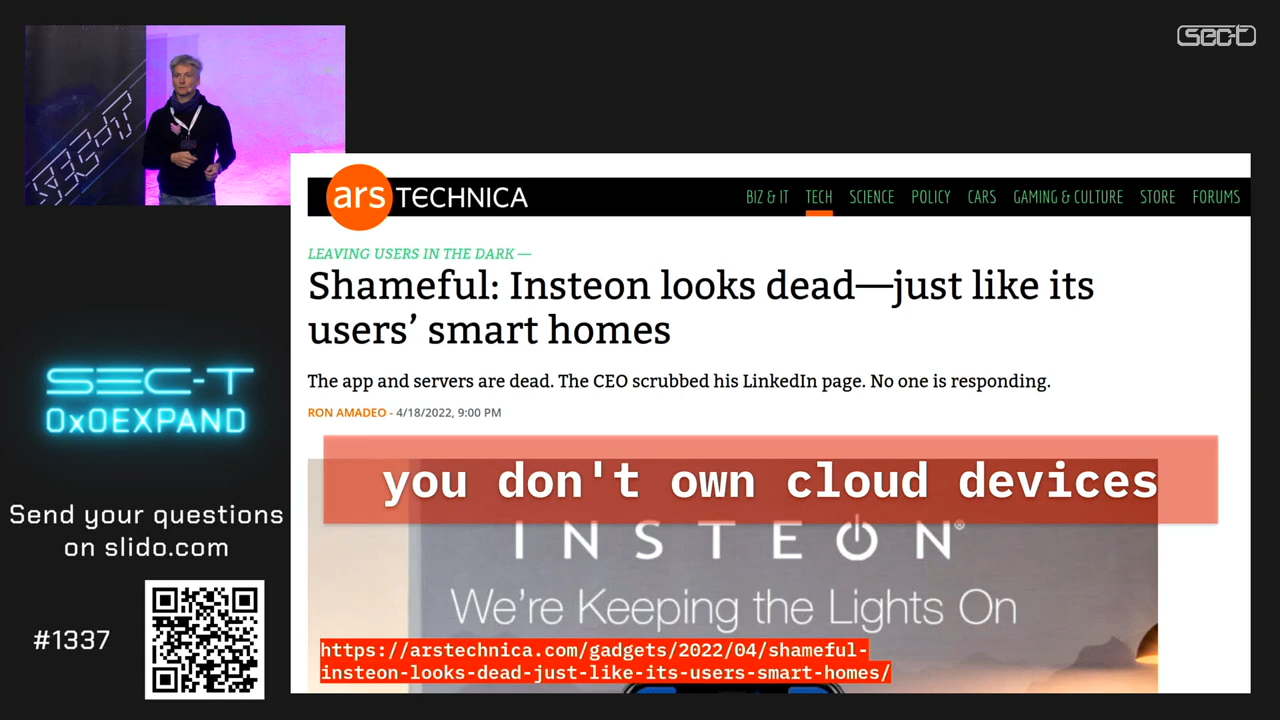 SEC-T
sec-t
ars TECHNICA
BIZ & IT TECH SCIENCE POLICY CARS GAMING & CULTURE STORE FORUMS
LEAVING USERS IN THE DARK —
Shameful: Insteon looks dead—just like its
users’ smart homes
The app and servers are dead. The CEO scrubbed his LinkedIn page. No one is responding.
RON AMADEO - 4/18/2022, 9:00 PM
you don't own cloud devices
INSTEON®
We’re Keeping the Lights On
https://arstechnica.com/gadgets/2022/04/shameful-
insteon-looks-dead-just-like-its-users-smart-homes/
SEC-T
0x0EXPAND
Send your questions
on slido.com
#1337